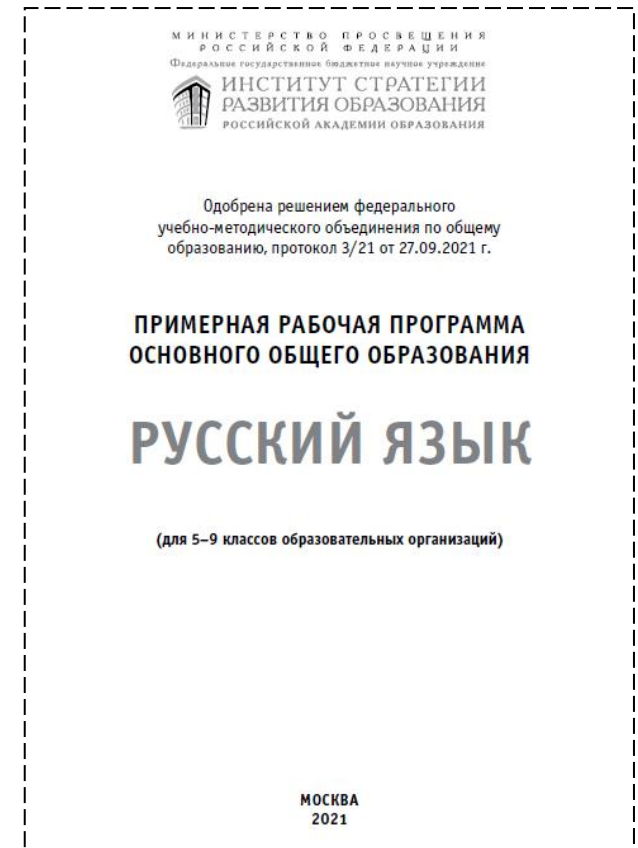 МИНИСТЕРСТВО ПРОСВЕЩЕНИЯ
РОССИЙСКОЙ ФЕДЕРАЦИИ
Федеральное государственное бюджетное научное учреждение
ИНСТИТУТ СТРАТЕГИИ
РАЗВИТИЯ ОБРАЗОВАНИЯ
РОССИЙСКОЙ АКАДЕМИИ ОБРАЗОВАНИЯ
Одобрена решением федерального
учебно-методического объединения по общему
образованию, протокол 3/21 от 27.09.2021 г.
ПРИМЕРНАЯ РАБОЧАЯ ПРОГРАММА
ОСНОВНОГО ОБЩЕГО ОБРАЗОВАНИЯ
РУССКИЙ ЯЗЫК
(для 5–9 классов образовательных организаций)
МОСКВА
2021